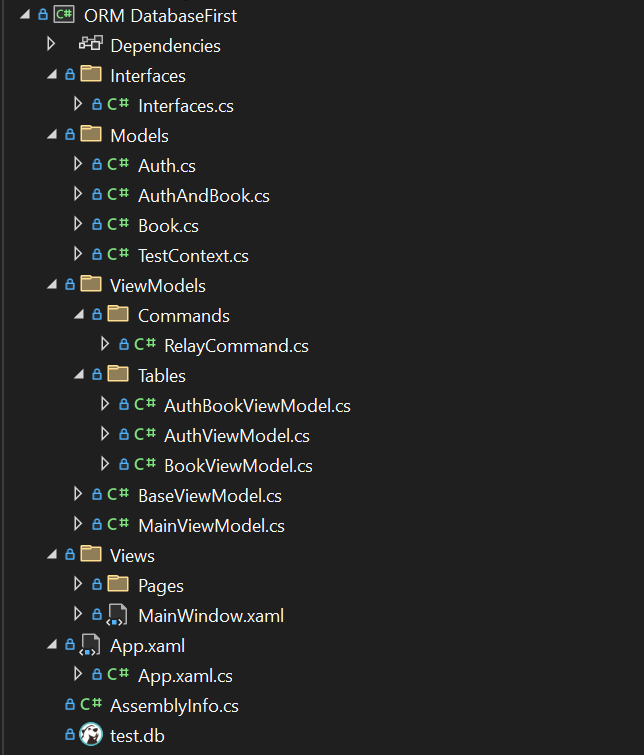 C# ORM DatabaseFirst
Dependencies
Interfaces
C# Interfaces.cs
Models
C# Auth.cs
C# AuthAndBook.cs
C# Book.cs
C# TestContext.cs
ViewModels
Commands
C# RelayCommand.cs
Tables
C# AuthBookViewModel.cs
C# AuthViewModel.cs
C# BookViewModel.cs
C# BaseViewModel.cs
C# MainViewModel.cs
Views
Pages
MainWindow.xaml
App.xaml
C# App.xaml.cs
C# AssemblyInfo.cs
test.db